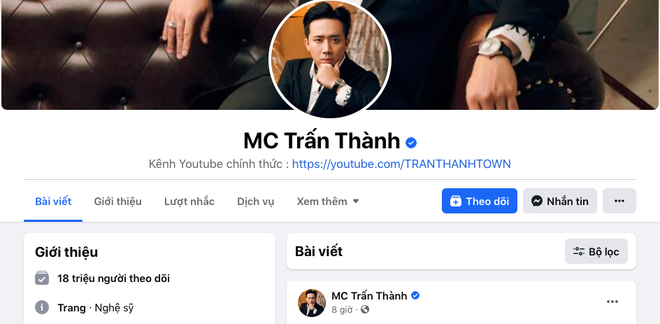 MC Trấn Thành
Kênh Youtube chính thức : https://youtube.com/TRANTHANHTOWN
Bài viết Giới thiệu Lượt nhắc Dịch vụ Xem thêm Theo dõi Nhắn tin
Giới thiệu
18 triệu người theo dõi
Trang · Nghệ sỹ
Bài viết Bộ lọc
MC Trấn Thành
8 giờ ·